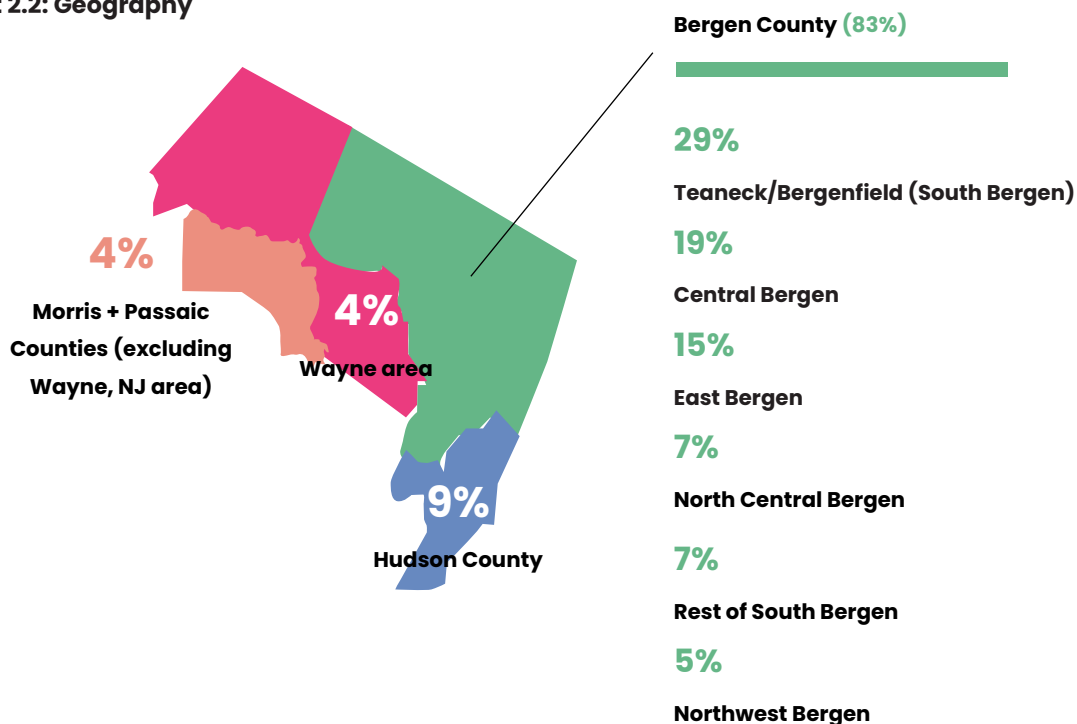 2.2: Geography
Bergen County (83%)
29%
Teaneck/Bergenfield (South Bergen)
19%
Central Bergen
15%
East Bergen
7%
North Central Bergen
7%
Rest of South Bergen
5%
Northwest Bergen
4%
Morris + Passaic
Counties (excluding
Wayne, NJ area)
4%
Wayne area
9%
Hudson County